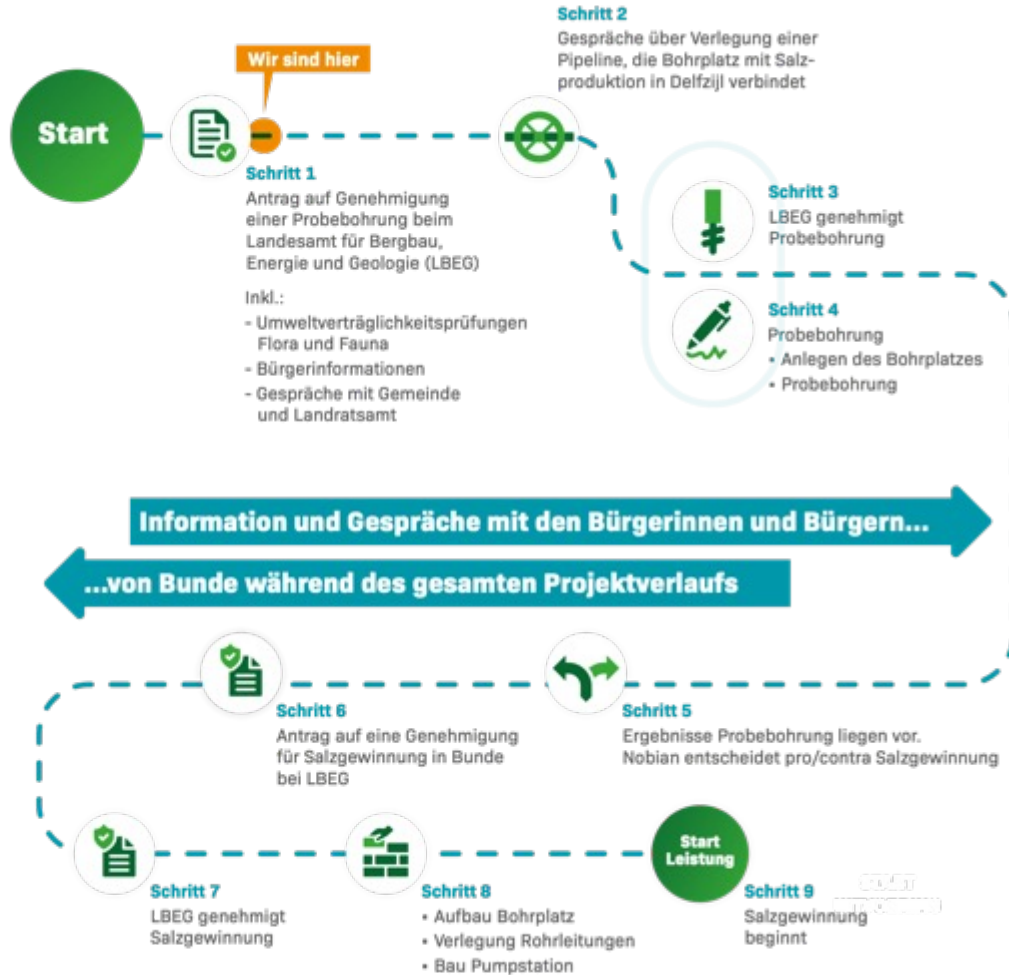 Start
Wir sind hier
Schritt 1
Antrag auf Genehmigung
einer Probebohrung beim
Landesamt für Bergbau,
Energie und Geologie (LBEG)
Inkl.:
- Umweltverträglichkeitsprüfungen
Flora und Fauna
- Bürgerinformationen
- Gespräche mit Gemeinde
und Landratsamt
Schritt 2
Gespräche über Verlegung einer
Pipeline, die Bohrplatz mit Salz-
produktion in Delfzijl verbindet
Schritt 3
LBEG genehmigt
Probebohrung
Schritt 4
Probebohrung
• Anlegen des Bohrplatzes
• Probebohrung
Information und Gespräche mit den Bürgerinnen und Bürgern...
...von Bunde während des gesamten Projektverlaufs
Schritt 5
Ergebnisse Probebohrung liegen vor.
Nobian entscheidet pro/contra Salzgewinnung
Schritt 6
Antrag auf eine Genehmigung
für Salzgewinnung in Bunde
bei LBEG
Schritt 7
LBEG genehmigt
Salzgewinnung
Schritt 8
• Aufbau Bohrplatz
• Verlegung Rohrleitungen
• Bau Pumpstation
Start
Leistung
Schritt 9
Salzgewinnung
beginnt